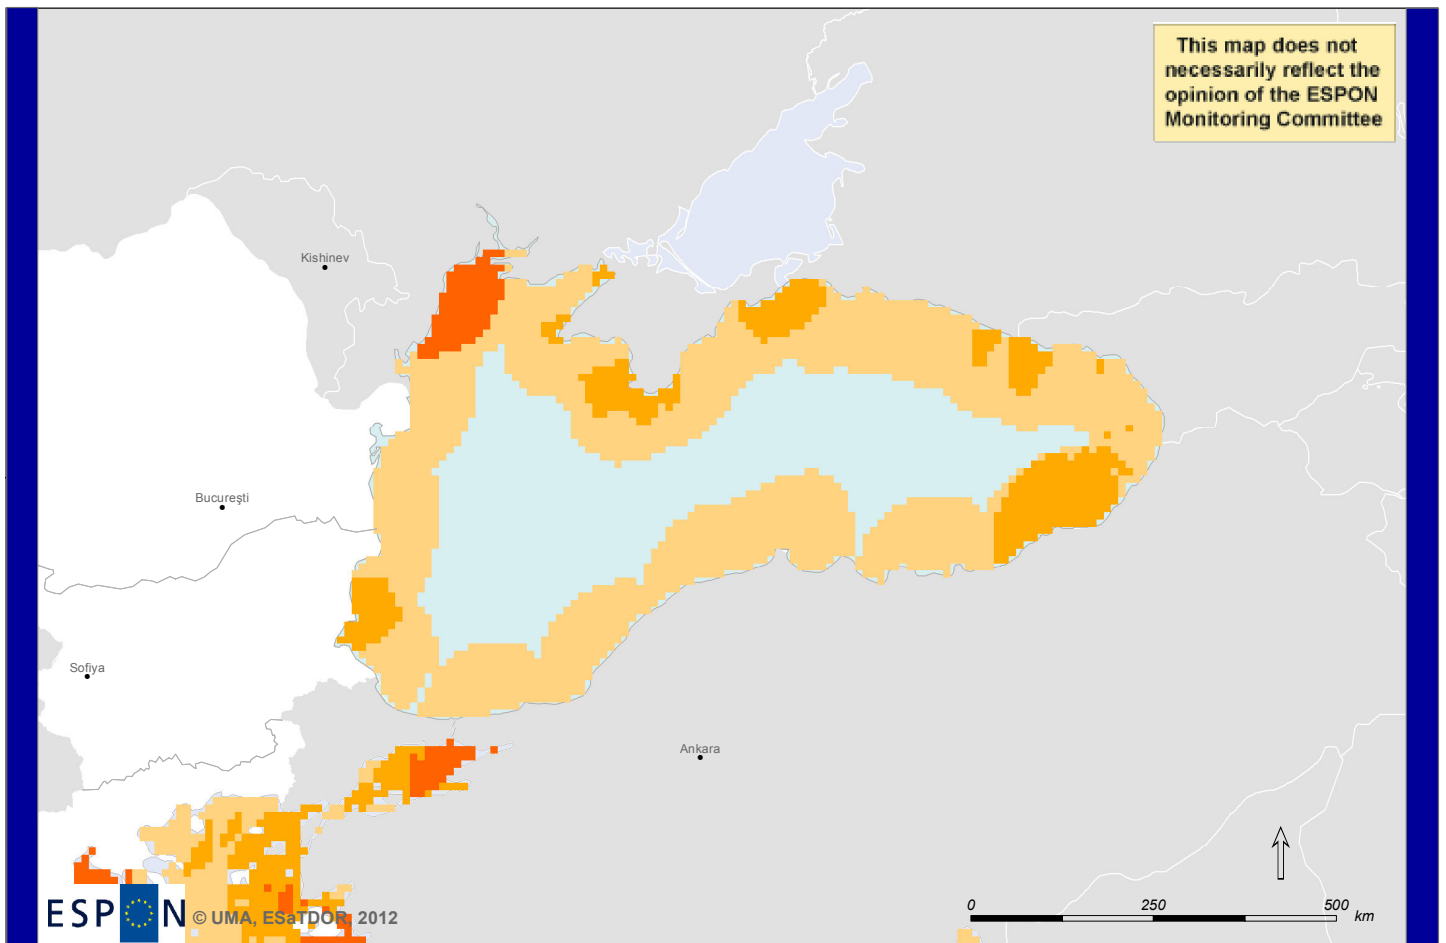 This map does not
necessarily reflect the
opinion of the ESPON
Monitoring Committee
Kishinev
Bucureşti
Sofiya
Ankara
ESPON © UMA, ESaTDOR, 2012
0 250 500 km